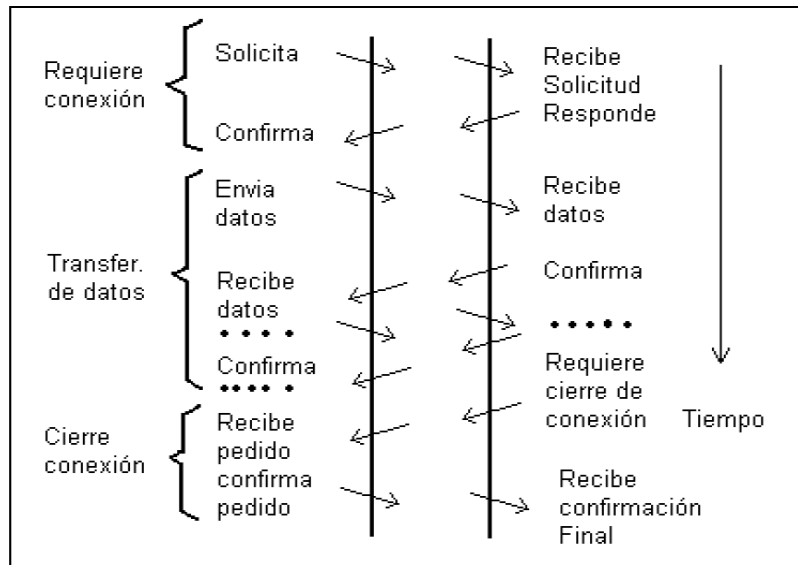 Requiere
conexión
Solicita
Confirma
Recibe
Solicitud
Responde
Transfer.
de datos
Envia
datos
Recibe
datos
Confirma
Recibe
datos
Confirma
Requiere
cierre de
conexión
Tiempo
Cierre
conexión
Recibe
pedido
confirma
pedido
Recibe
confirmación
Final